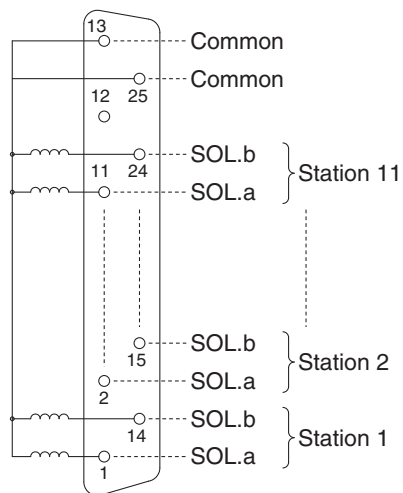 13
Common
Common
12 25
SOL.b
11 24
SOL.a
Station 11
SOL.b
15
Station 2
SOL.a
2
SOL.b
14
Station 1
SOL.a
1